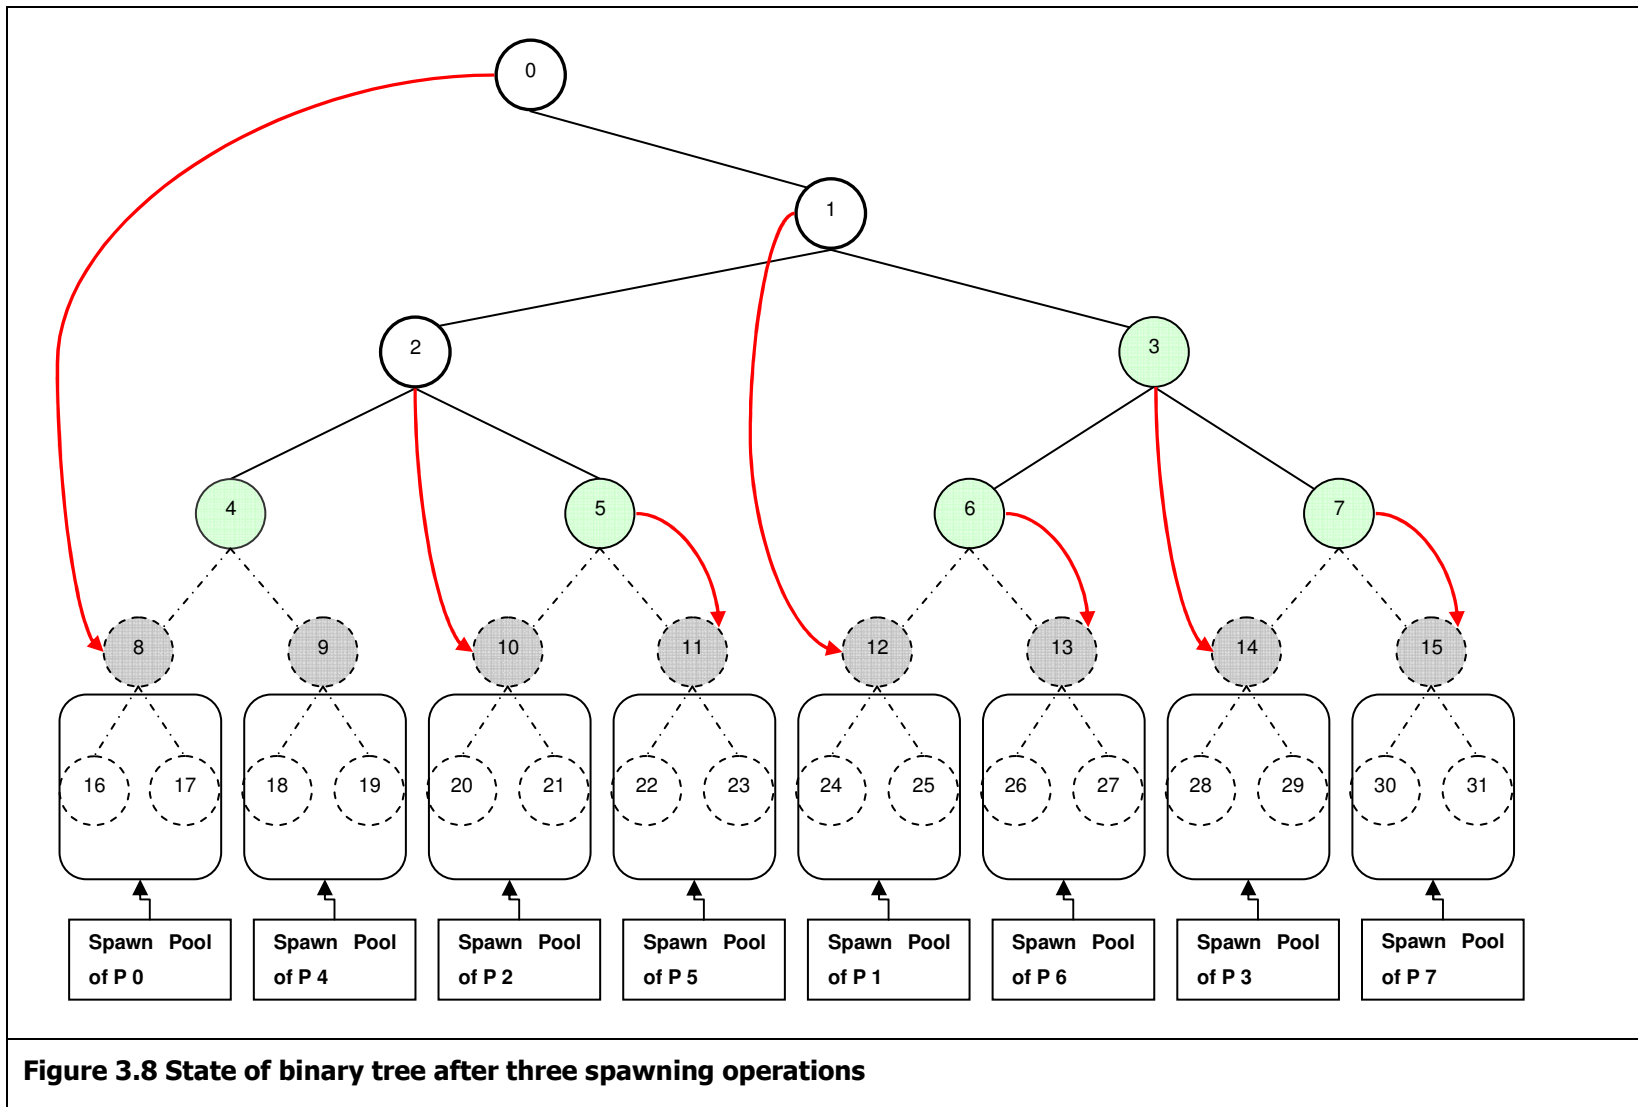 0
1
2
3
4
5
6
7
8
9
10
11
12
13
14
15
16
17
18
19
20
21
22
23
24
25
26
27
28
29
30
31
Spawn Pool
of P 0
Spawn Pool
of P 4
Spawn Pool
of P 2
Spawn Pool
of P 5
Spawn Pool
of P 1
Spawn Pool
of P 6
Spawn Pool
of P 3
Spawn Pool
of P 7
Figure 3.8 State of binary tree after three spawning operations